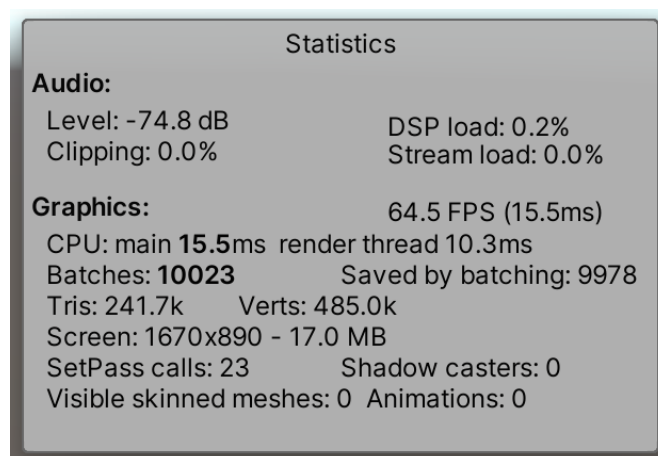 Statistics
Audio:
Level: -74.8 dB DSP load: 0.2%
Clipping: 0.0% Stream load: 0.0%
Graphics: 64.5 FPS (15.5ms)
CPU: main 15.5ms render thread 10.3ms
Batches: 10023 Saved by batching: 9978
Tris: 241.7k Verts: 485.0k
Screen: 1670x890 - 17.0 MB
SetPass calls: 23 Shadow casters: 0
Visible skinned meshes: 0 Animations: 0